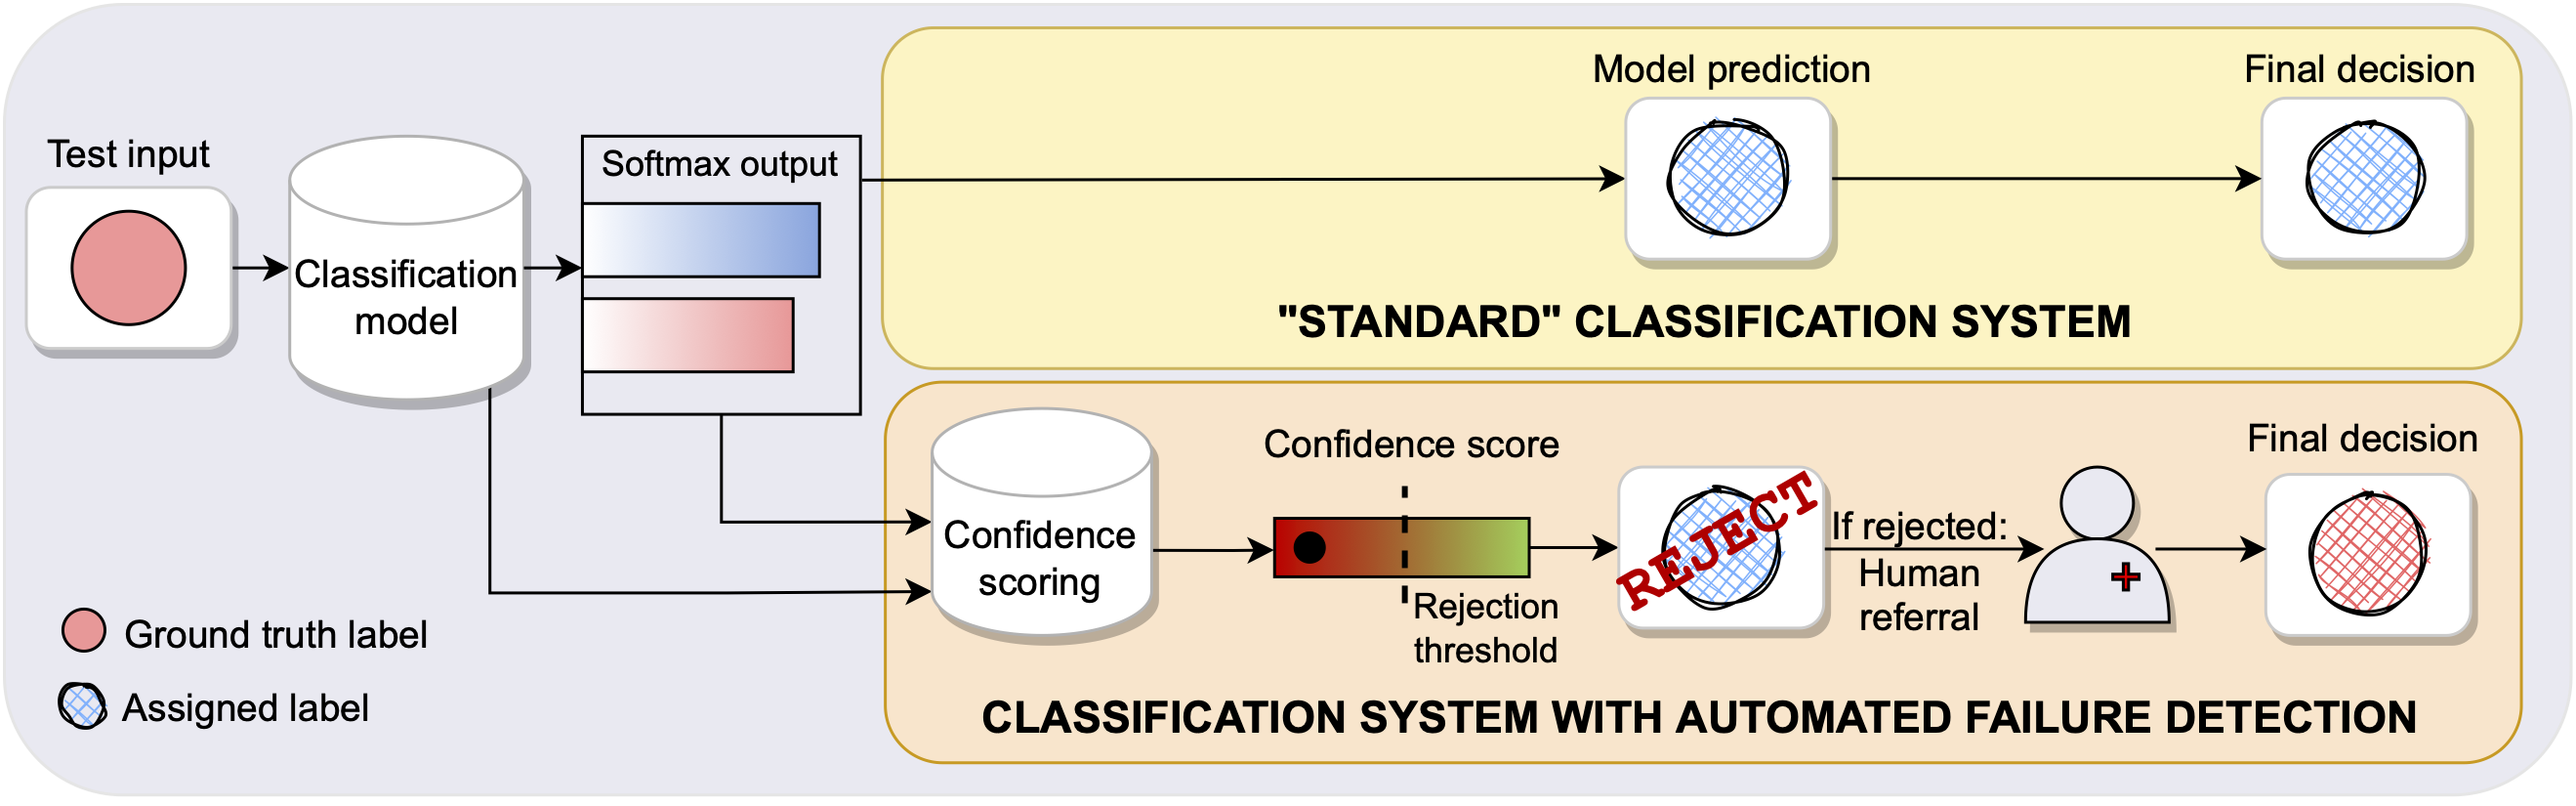 Test input
Classification
model
Softmax output
Model prediction
Final decision
"STANDARD" CLASSIFICATION SYSTEM
Confidence
scoring
Confidence score
Rejection
threshold
REJECT
If rejected:
Human
referral
Final decision
CLASSIFICATION SYSTEM WITH AUTOMATED FAILURE DETECTION
Ground truth label
Assigned label